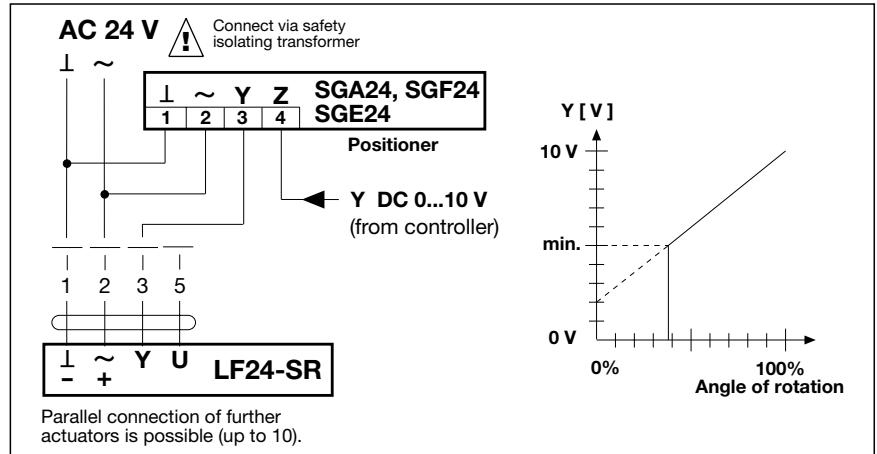 AC 24 V
Connect via safety
isolating transformer
!
⊥ ~
⊥ ~ Y Z
1 2 3 4
SGA24, SGF24
SGE24
Positioner
Y DC 0...10 V
(from controller)
1 2 3 5
⊥ ~ Y U
- +
LF24-SR
Parallel connection of further
actuators is possible (up to 10).
Y [ V ]
10 V
min.
0 V
0% 100%
Angle of rotation